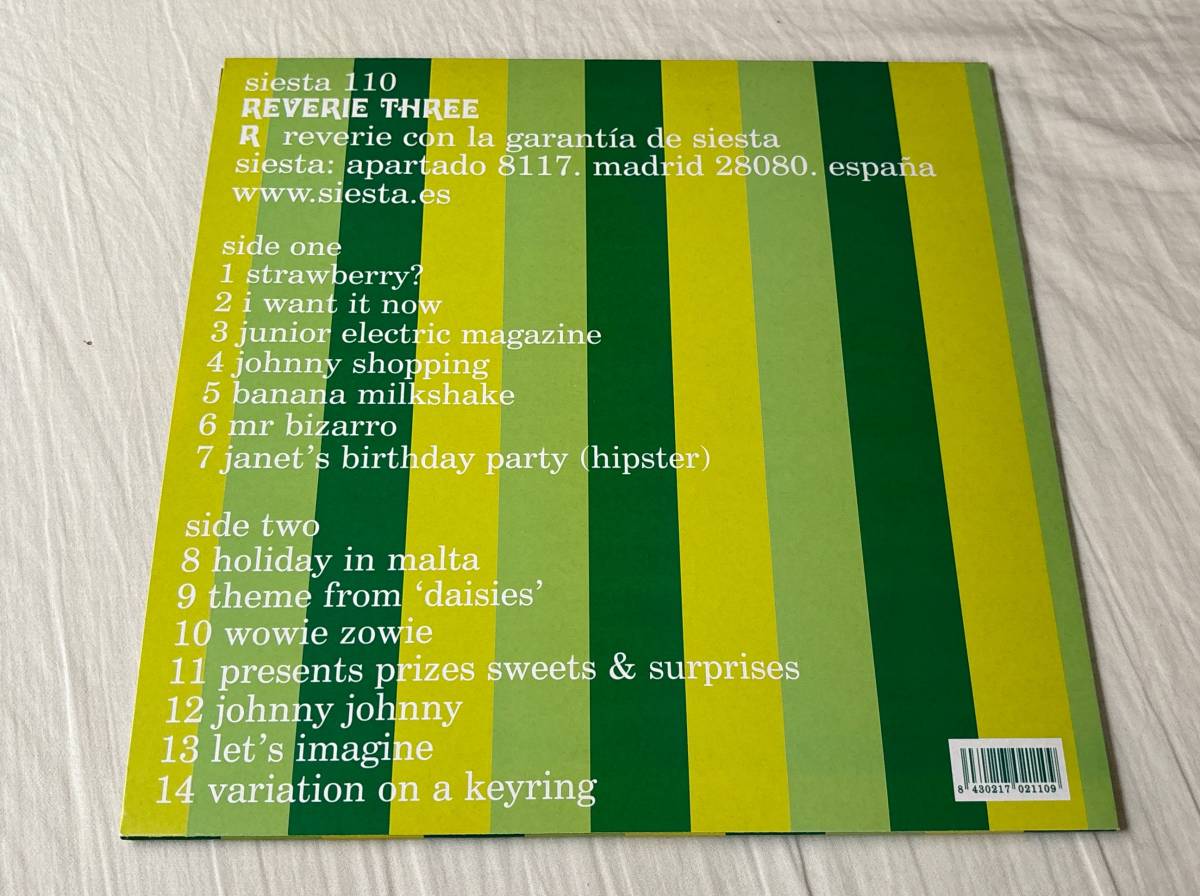 siesta 110
REVERIE THREE
R reverie con la garantía de siesta
siesta: apartado 8117. madrid 28080. españa
www.siesta.es
side one
1 strawberry?
2 i want it now
3 junior electric magazine
4 johnny shopping
5 banana milkshake
6 mr bizarro
7 janet's birthday party (hipster)
side two
8 holiday in malta
9 theme from ‘daisies’
10 wowie zowie
11 presents prizes sweets & surprises
12 johnny johnny
13 let's imagine
14 variation on a keyring
8 430217 021109